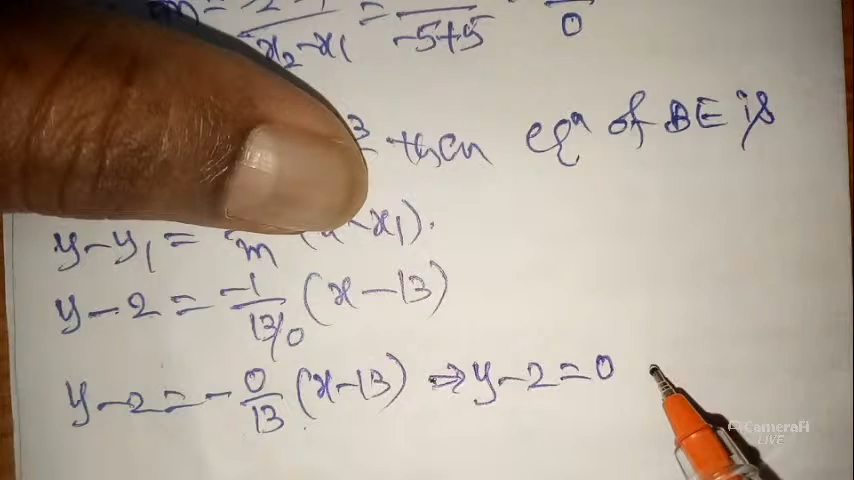 x₂-x₁ = -5+5 0
then eqⁿ of BE is
y-y₁ = m (x-x₁).
y-2 = -1/13/0 (x-13)
y-2 = -0/13 (x-13) ⇒ y-2=0
CameraFi
LIVE